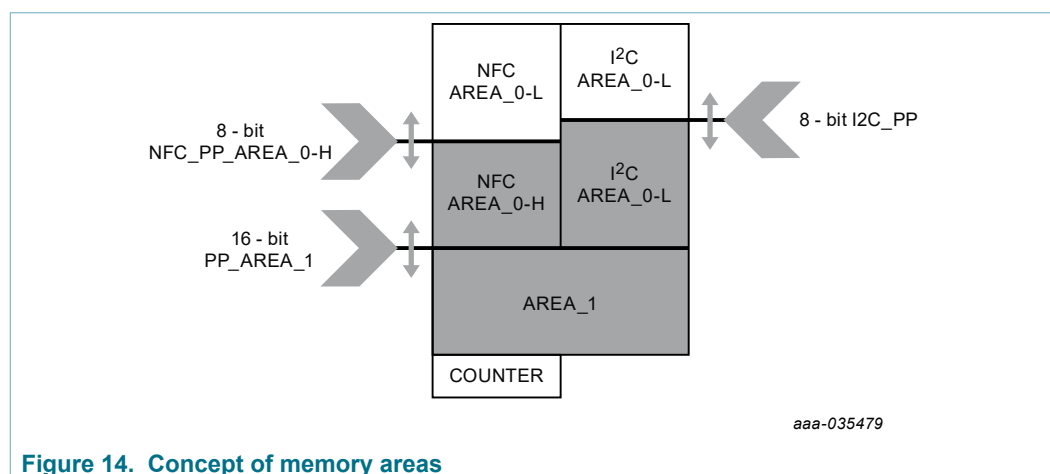 NFC
AREA_0-L
I²C
AREA_0-L
8 - bit
NFC_PP_AREA_0-H
8 - bit I2C_PP
NFC
AREA_0-H
I²C
AREA_0-L
16 - bit
PP_AREA_1
AREA_1
COUNTER
aaa-035479
Figure 14. Concept of memory areas